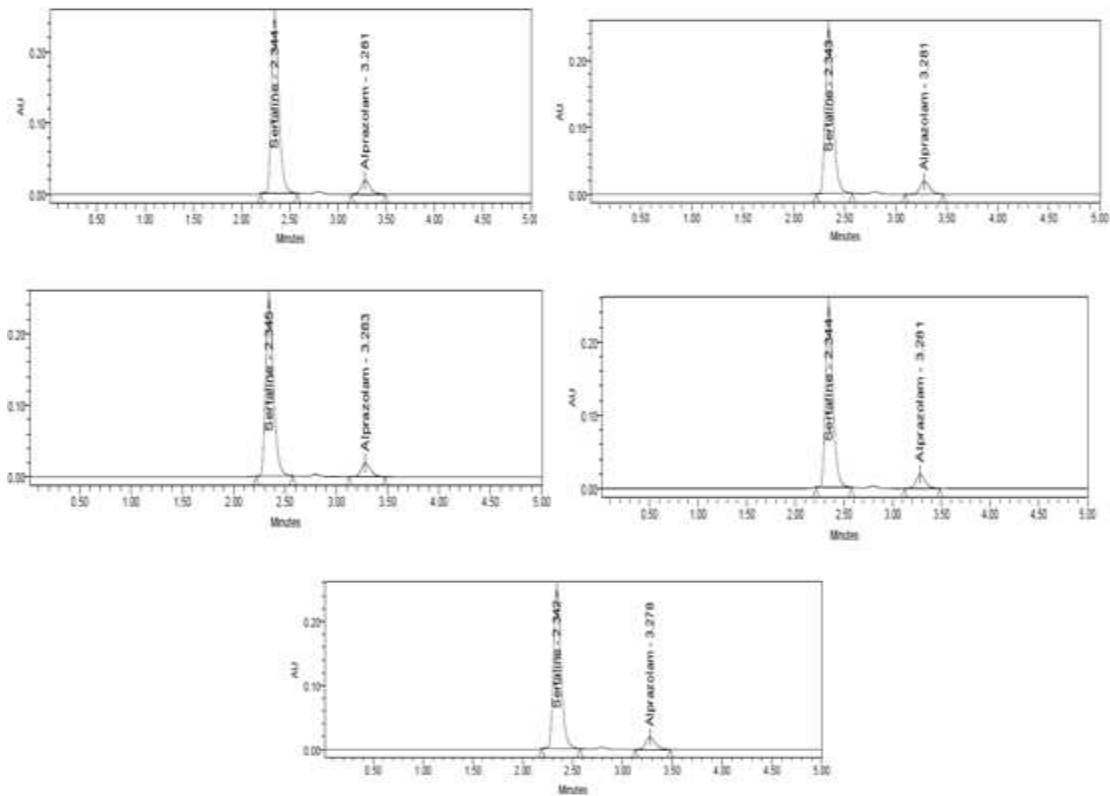 AU
0.20
0.10
0.00
Sertaline - 2.344
Alprazolam - 3.281
0.50 1.00 1.50 2.00 2.50 3.00 3.50 4.00 4.50 5.00
Minutes
AU
0.20
0.10
0.00
Sertaline - 2.343
Alprazolam - 3.281
0.50 1.00 1.50 2.00 2.50 3.00 3.50 4.00 4.50 5.00
Minutes
AU
0.20
0.10
0.00
Sertaline - 2.345
Alprazolam - 3.283
0.50 1.00 1.50 2.00 2.50 3.00 3.50 4.00 4.50 5.00
Minutes
AU
0.20
0.10
0.00
Sertaline - 2.344
Alprazolam - 3.281
0.50 1.00 1.50 2.00 2.50 3.00 3.50 4.00 4.50 5.00
Minutes
AU
0.20
0.10
0.00
Sertaline - 2.342
Alprazolam - 3.278
0.50 1.00 1.50 2.00 2.50 3.00 3.50 4.00 4.50 5.00
Minutes